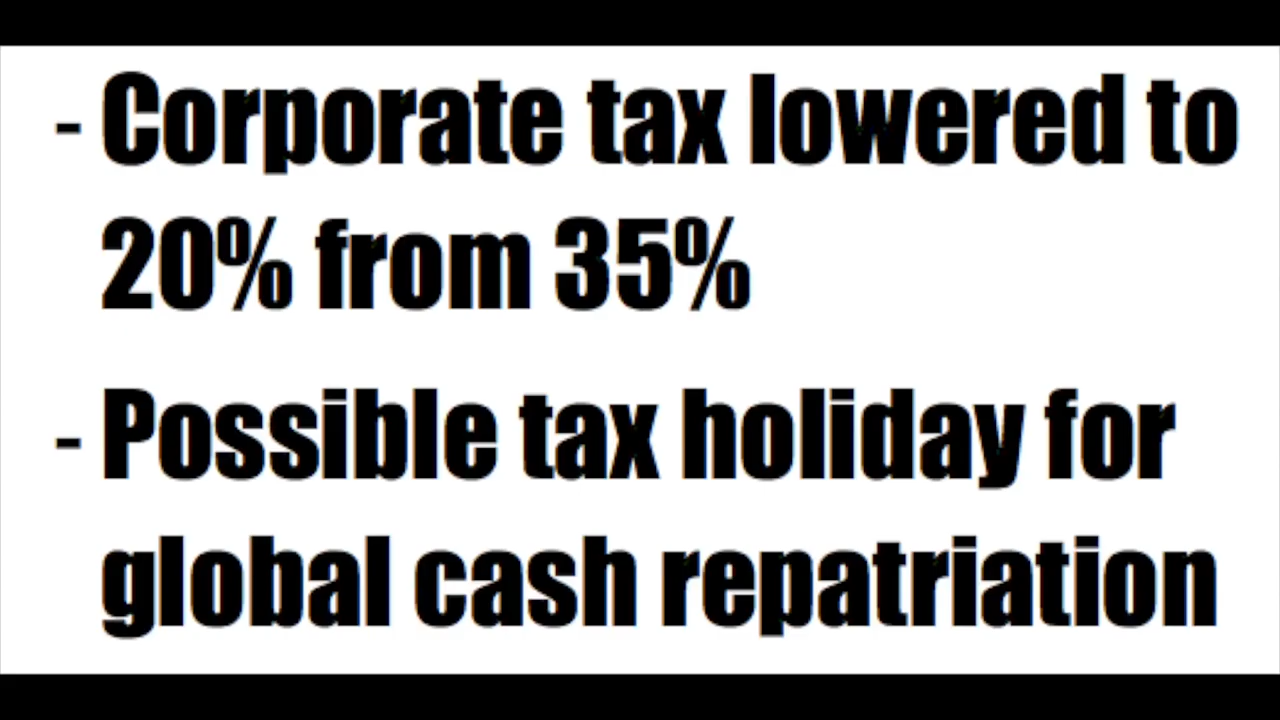 - Corporate tax lowered to
20% from 35%
- Possible tax holiday for
global cash repatriation